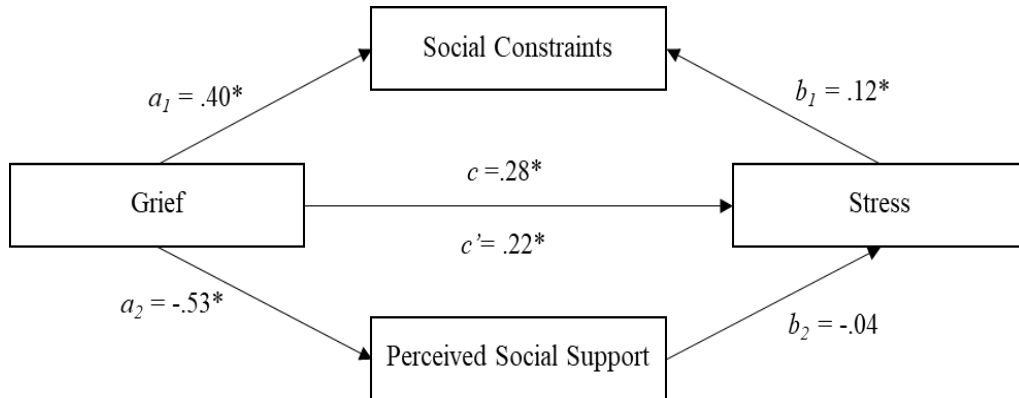 Social Constraints
a₁ = .40*
b₁ = .12*
Grief
c =.28*
Stress
c’= .22*
a₂ = -.53*
b₂ = -.04
Perceived Social Support